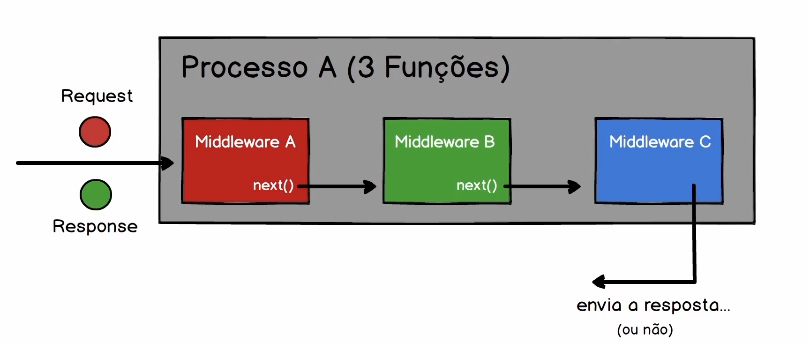 Processo A (3 Funções)
Request
Middleware A
Middleware B
Middleware C
next()
next()
Response
envia a resposta...
(ou não)